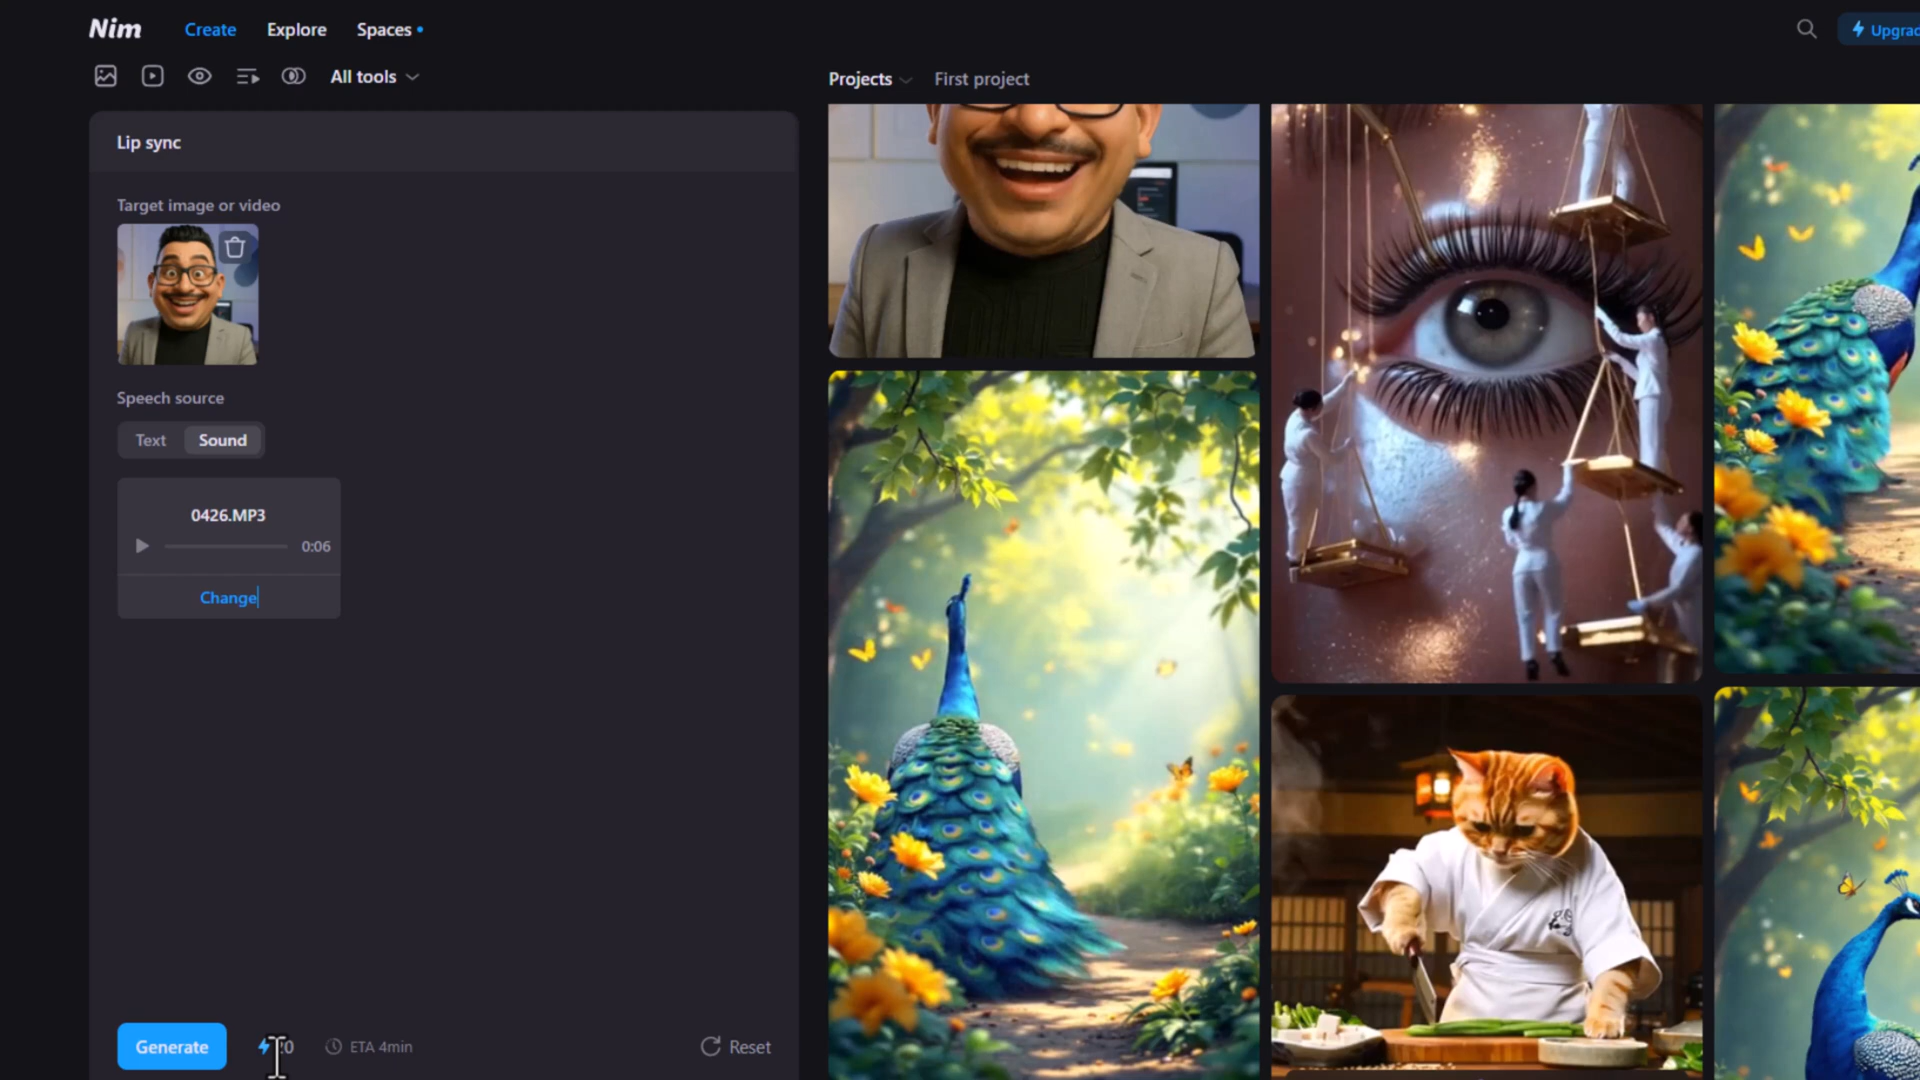 Nim Create Explore Spaces
Upgrad
All tools
Projects First project
Lip sync
Target image or video
Speech source
Text Sound
0426.MP3
0:06
Change
Generate
ETA 4min
Reset